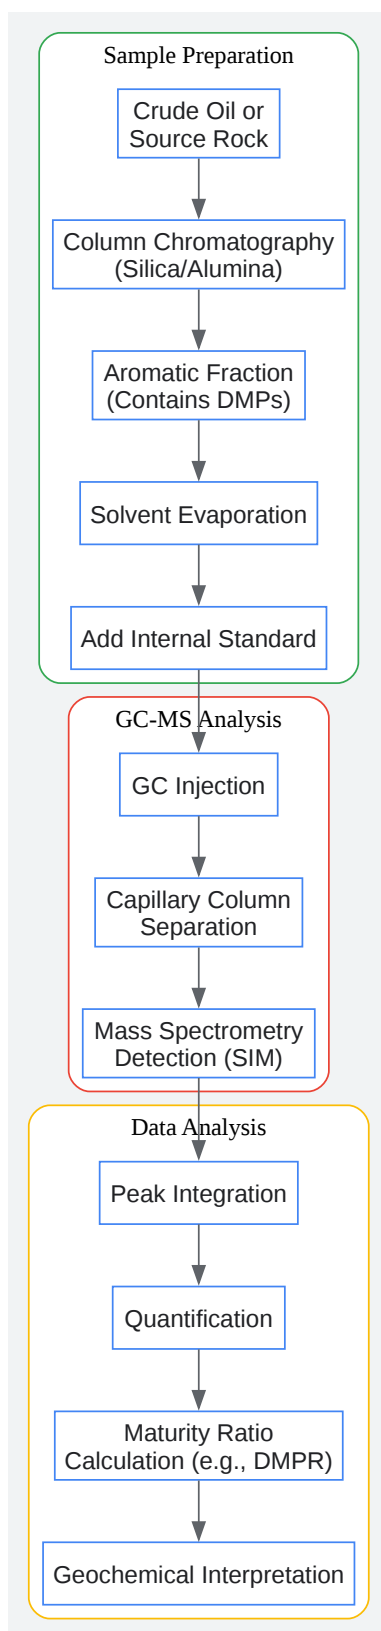 Sample Preparation
Crude Oil or
Source Rock
Column Chromatography
(Silica/Alumina)
Aromatic Fraction
(Contains DMPs)
Solvent Evaporation
Add Internal Standard
GC-MS Analysis
GC Injection
Capillary Column
Separation
Mass Spectrometry
Detection (SIM)
Data Analysis
Peak Integration
Quantification
Maturity Ratio
Calculation (e.g., DMPR)
Geochemical Interpretation